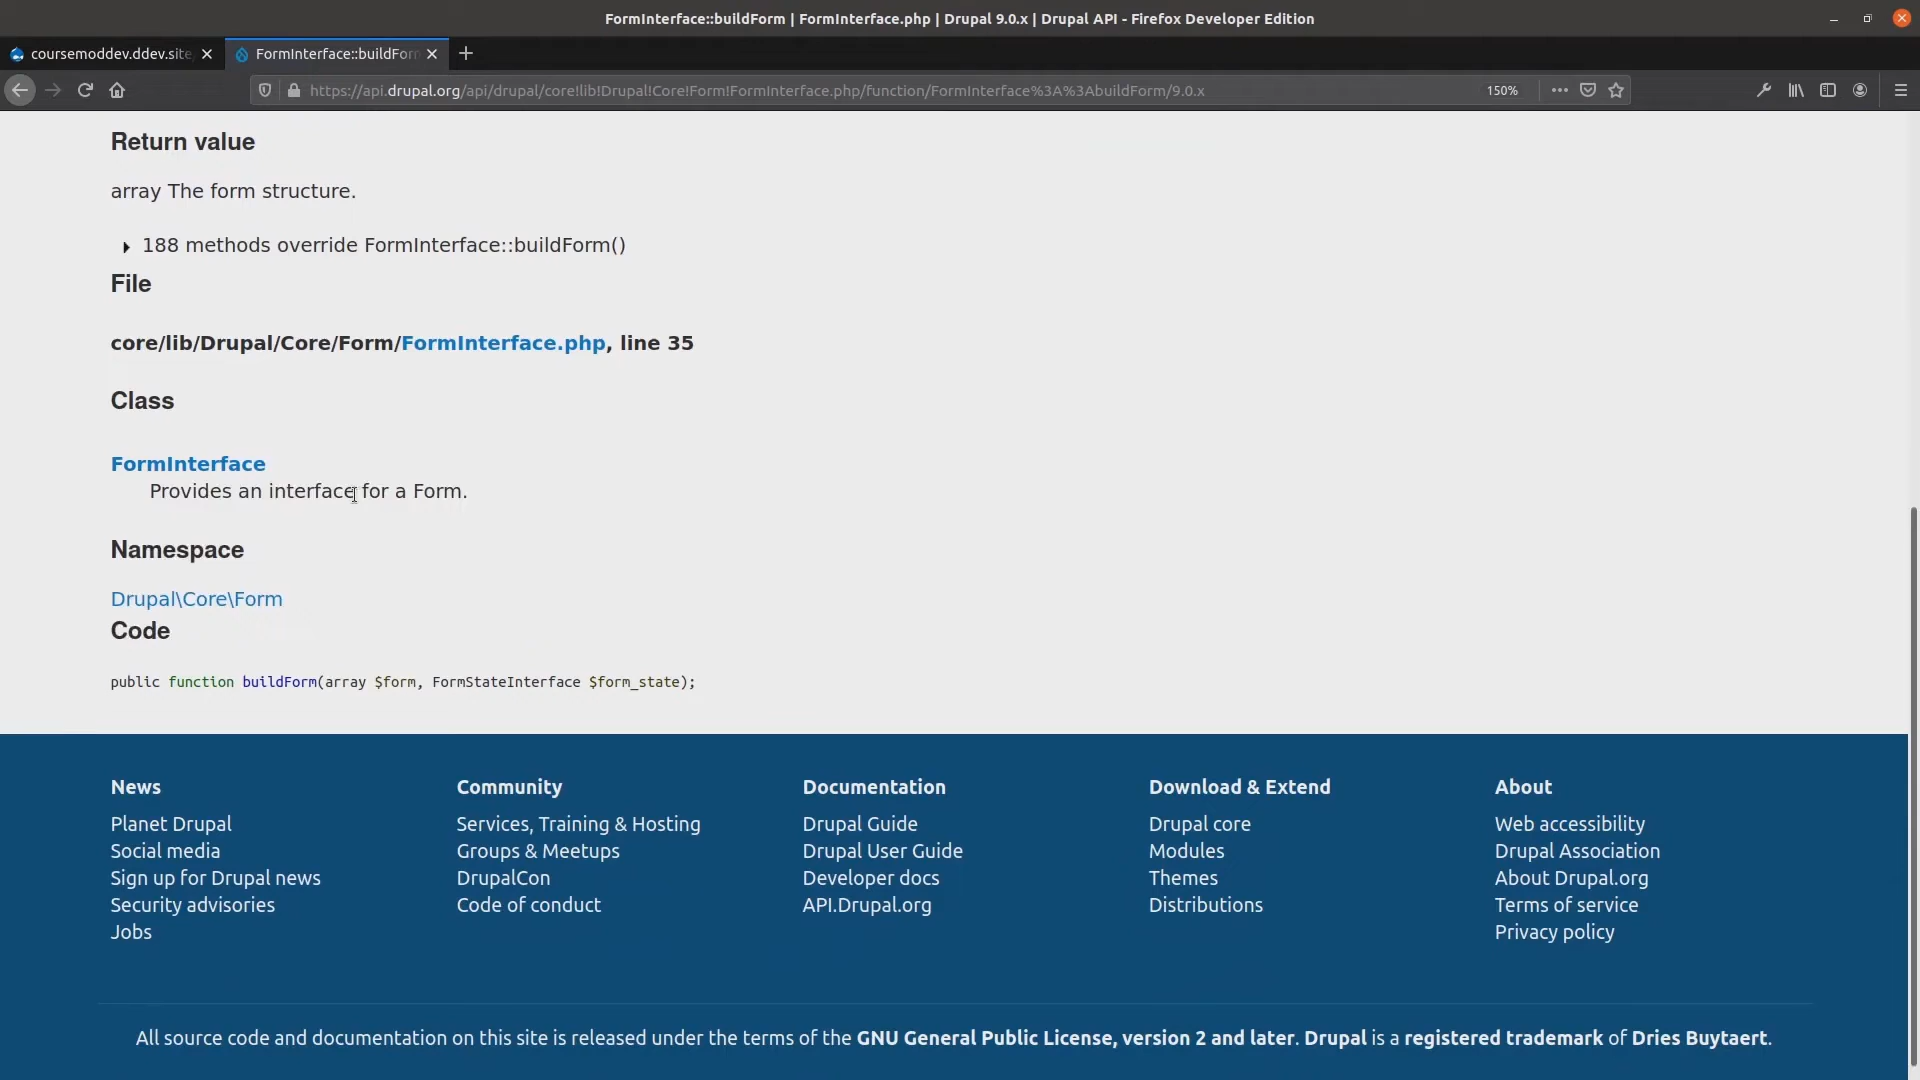 FormInterface::buildForm | FormInterface.php | Drupal 9.0.x | Drupal API - Firefox Developer Edition
coursemoddev.ddev.site
FormInterface::buildForm
https://api.drupal.org/api/drupal/core!lib!Drupal!Core!Form!FormInterface.php/function/FormInterface%3A%3AbuildForm/9.0.x
150%
Return value
array The form structure.
188 methods override FormInterface::buildForm()
File
core/lib/Drupal/Core/Form/FormInterface.php, line 35
Class
FormInterface
Provides an interface for a Form.
Namespace
Drupal\Core\Form
Code
public function buildForm(array $form, FormStateInterface $form_state);
News
Planet Drupal
Social media
Sign up for Drupal news
Security advisories
Jobs
Community
Services, Training & Hosting
Groups & Meetups
DrupalCon
Code of conduct
Documentation
Drupal Guide
Drupal User Guide
Developer docs
API.Drupal.org
Download & Extend
Drupal core
Modules
Themes
Distributions
About
Web accessibility
Drupal Association
About Drupal.org
Terms of service
Privacy policy
All source code and documentation on this site is released under the terms of the GNU General Public License, version 2 and later. Drupal is a registered trademark of Dries Buytaert.